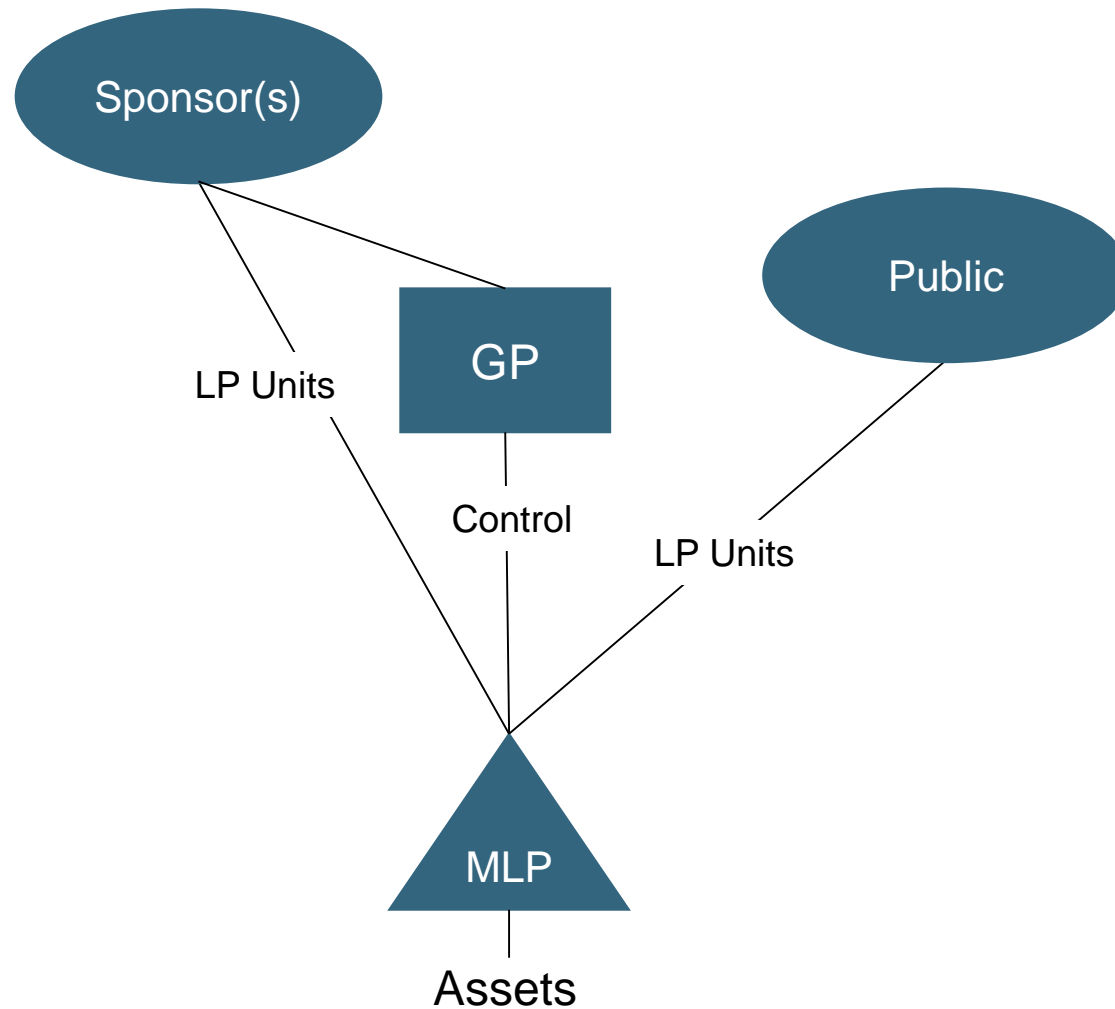 Sponsor(s)
Public
GP
LP Units
Control
LP Units
MLP
Assets